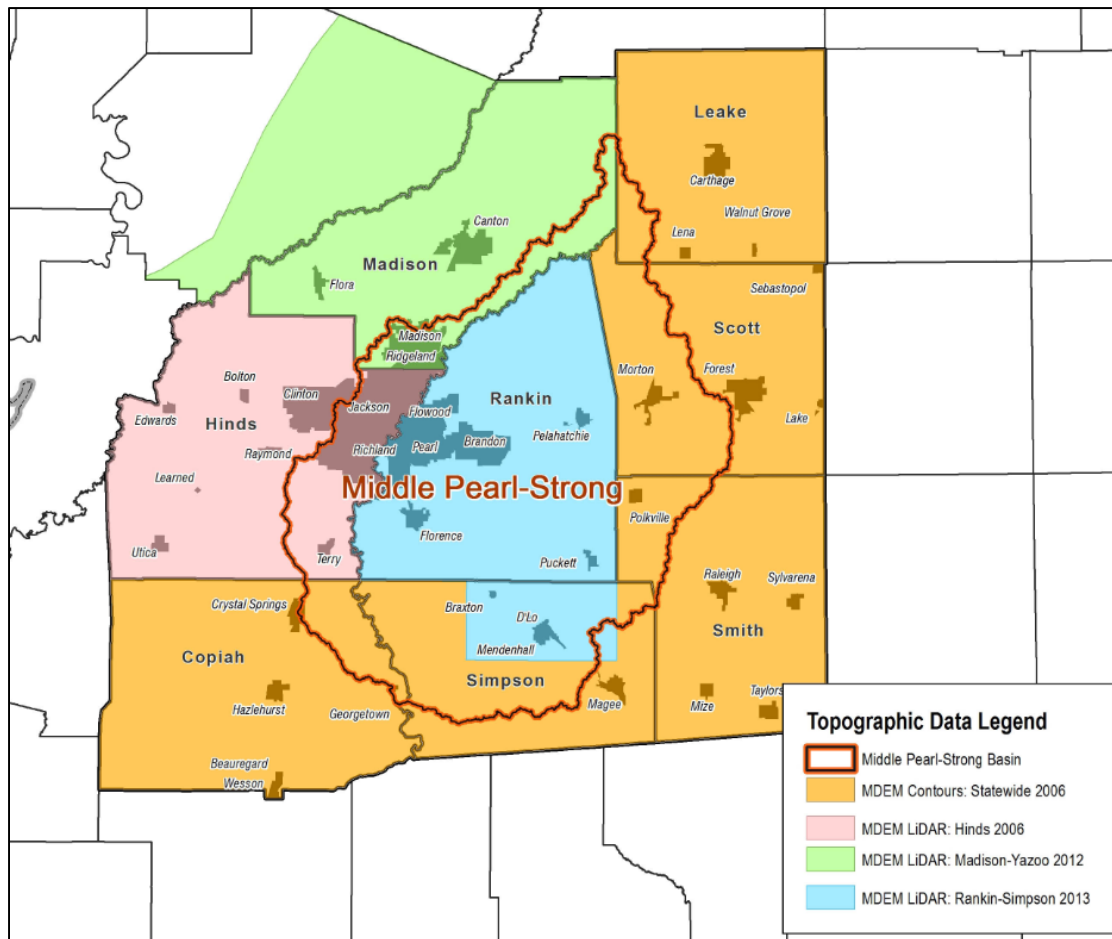 Leake
Carthage
Walnut Grove
Lena
Canton
Madison
Flora
Sebastopol
Scott
Madison
Ridgeland
Morton
Forest
Lake
Bolton
Clinton
Edwards
Hinds
Jackson
Flowood
Rankin
Pelahatchie
Raymond
Richland
Pearl
Brandon
Learned
Middle Pearl-Strong
Polkville
Florence
Utica
Terry
Puckett
Raleigh
Sylvarena
Crystal Springs
Braxton
D'Lo
Mendenhall
Smith
Copiah
Simpson
Hazlehurst
Georgetown
Magee
Mize
Taylors
Beauregard
Wesson
Topographic Data Legend
Middle Pearl-Strong Basin
MDEM Contours: Statewide 2006
MDEM LiDAR: Hinds 2006
MDEM LiDAR: Madison-Yazoo 2012
MDEM LiDAR: Rankin-Simpson 2013